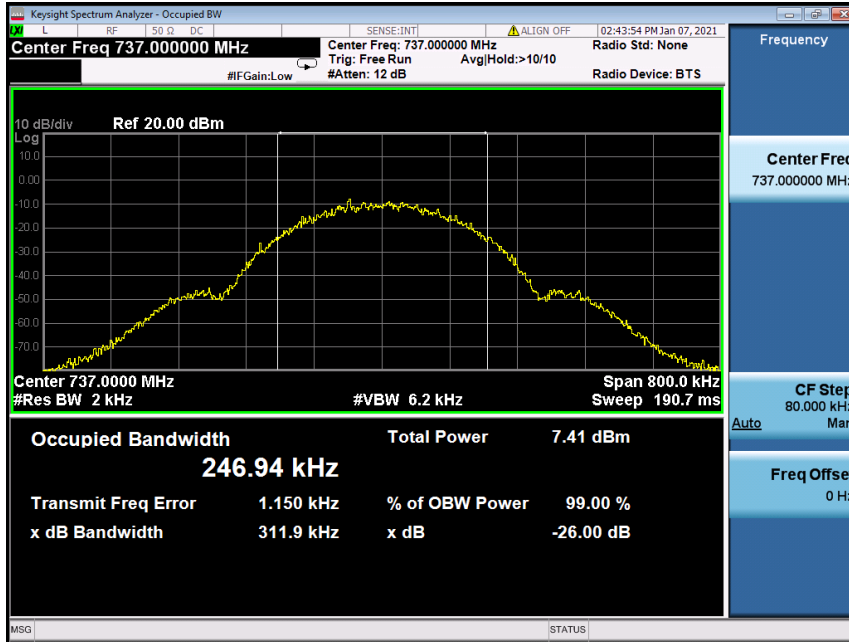 Keysight Spectrum Analyzer - Occupied BW
LXI L RF 50 Ω DC SENSE:INT ALIGN OFF 02:43:54 PM Jan 07, 2021
Center Freq 737.000000 MHz
Center Freq: 737.000000 MHz Radio Std: None
Trig: Free Run Avg|Hold:>10/10
#IFGain:Low #Atten: 12 dB Radio Device: BTS
10 dB/div Ref 20.00 dBm
Log
10.0
0.00
-10.0
-20.0
-30.0
-40.0
-50.0
-60.0
-70.0
Center 737.0000 MHz Span 800.0 kHz
#Res BW 2 kHz #VBW 6.2 kHz Sweep 190.7 ms
Occupied Bandwidth Total Power 7.41 dBm
246.94 kHz
Transmit Freq Error 1.150 kHz % of OBW Power 99.00 %
x dB Bandwidth 311.9 kHz x dB -26.00 dB
MSG STATUS
Frequency
Center Freq
737.000000 MHz
CF Step
80.000 kHz
Auto Man
Freq Offset
0 Hz